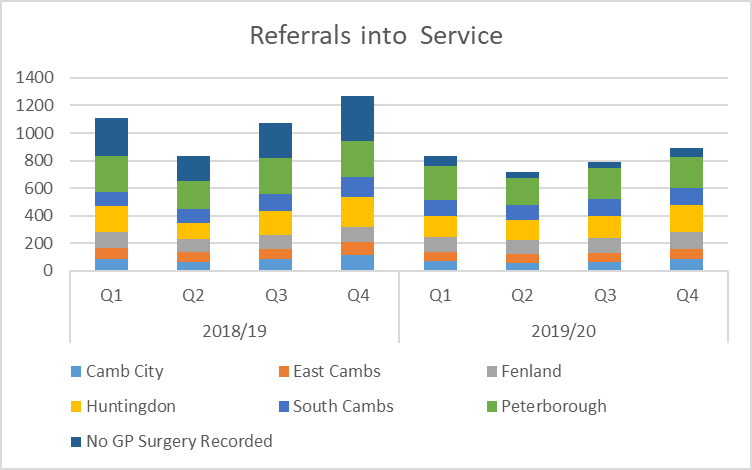 Referrals into Service
1400
1200
1000
800
600
400
200
0
Q1 Q2 Q3 Q4 Q1 Q2 Q3 Q4
2018/19 2019/20
Camb City East Cambs Fenland
Huntingdon South Cambs Peterborough
No GP Surgery Recorded